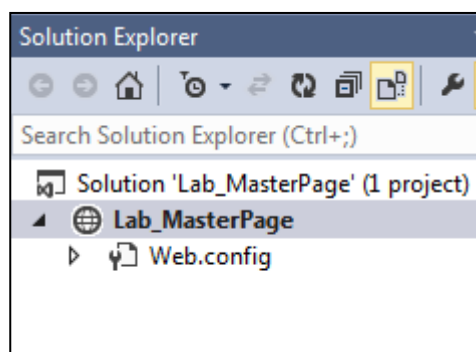 Solution Explorer
Search Solution Explorer (Ctrl+;)
Solution 'Lab_MasterPage' (1 project)
Lab_MasterPage
Web.config